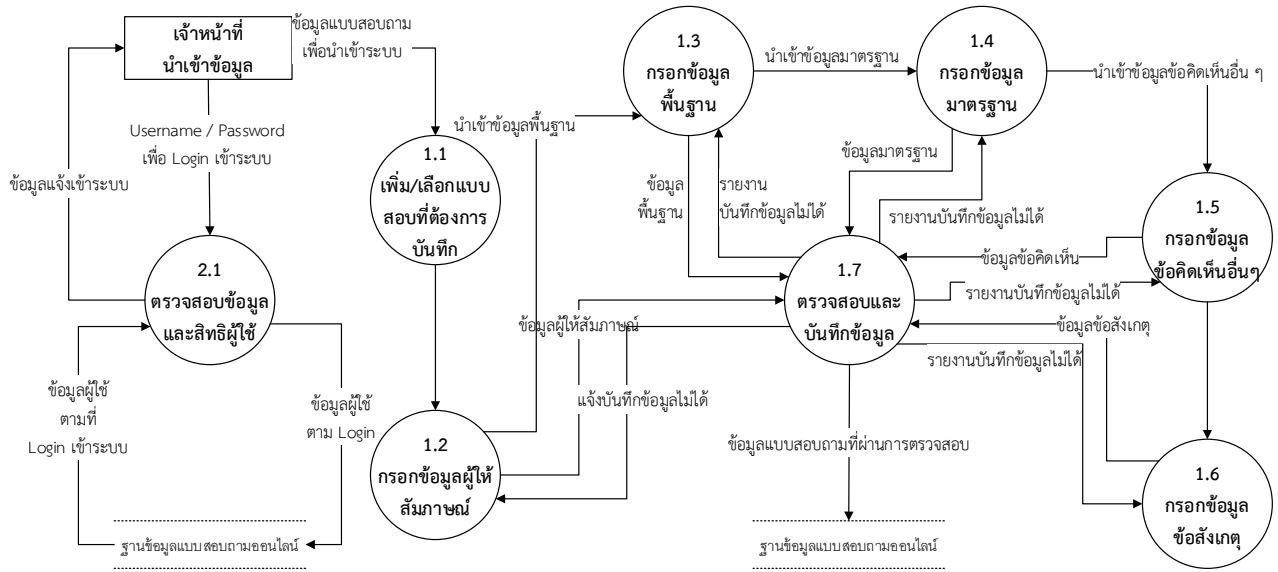 เจ้าหน้าที่
นำเข้าข้อมูล
ข้อมูลแบบสอบถาม
เพื่อนำเข้าระบบ
Username / Password
เพื่อ Login เข้าระบบ
ข้อมูลแจ้งเข้าระบบ
2.1
ตรวจสอบข้อมูล
และสิทธิผู้ใช้
ข้อมูลผู้ใช้
ตามที่
Login เข้าระบบ
ข้อมูลผู้ใช้
ตาม Login
ฐานข้อมูลแบบสอบถามออนไลน์
1.1
เพิ่ม/เลือกแบบ
สอบที่ต้องการ
บันทึก
1.2
กรอกข้อมูลผู้ให้
สัมภาษณ์
นำเข้าข้อมูลพื้นฐาน
1.3
กรอกข้อมูล
พื้นฐาน
นำเข้าข้อมูลมาตรฐาน
1.4
กรอกข้อมูล
มาตรฐาน
นำเข้าข้อมูลข้อคิดเห็นอื่น ๆ
ข้อมูล
พื้นฐาน
รายงาน
บันทึกข้อมูลไม่ได้
ข้อมูลมาตรฐาน
รายงานบันทึกข้อมูลไม่ได้
1.5
กรอกข้อมูล
ข้อคิดเห็นอื่นๆ
ข้อมูลข้อคิดเห็น
รายงานบันทึกข้อมูลไม่ได้
1.7
ตรวจสอบและ
บันทึกข้อมูล
ข้อมูลผู้ให้สัมภาษณ์
แจ้งบันทึกข้อมูลไม่ได้
ข้อมูลข้อสังเกตุ
รายงานบันทึกข้อมูลไม่ได้
ข้อมูลแบบสอบถามที่ผ่านการตรวจสอบ
1.6
กรอกข้อมูล
ข้อสังเกตุ
ฐานข้อมูลแบบสอบถามออนไลน์